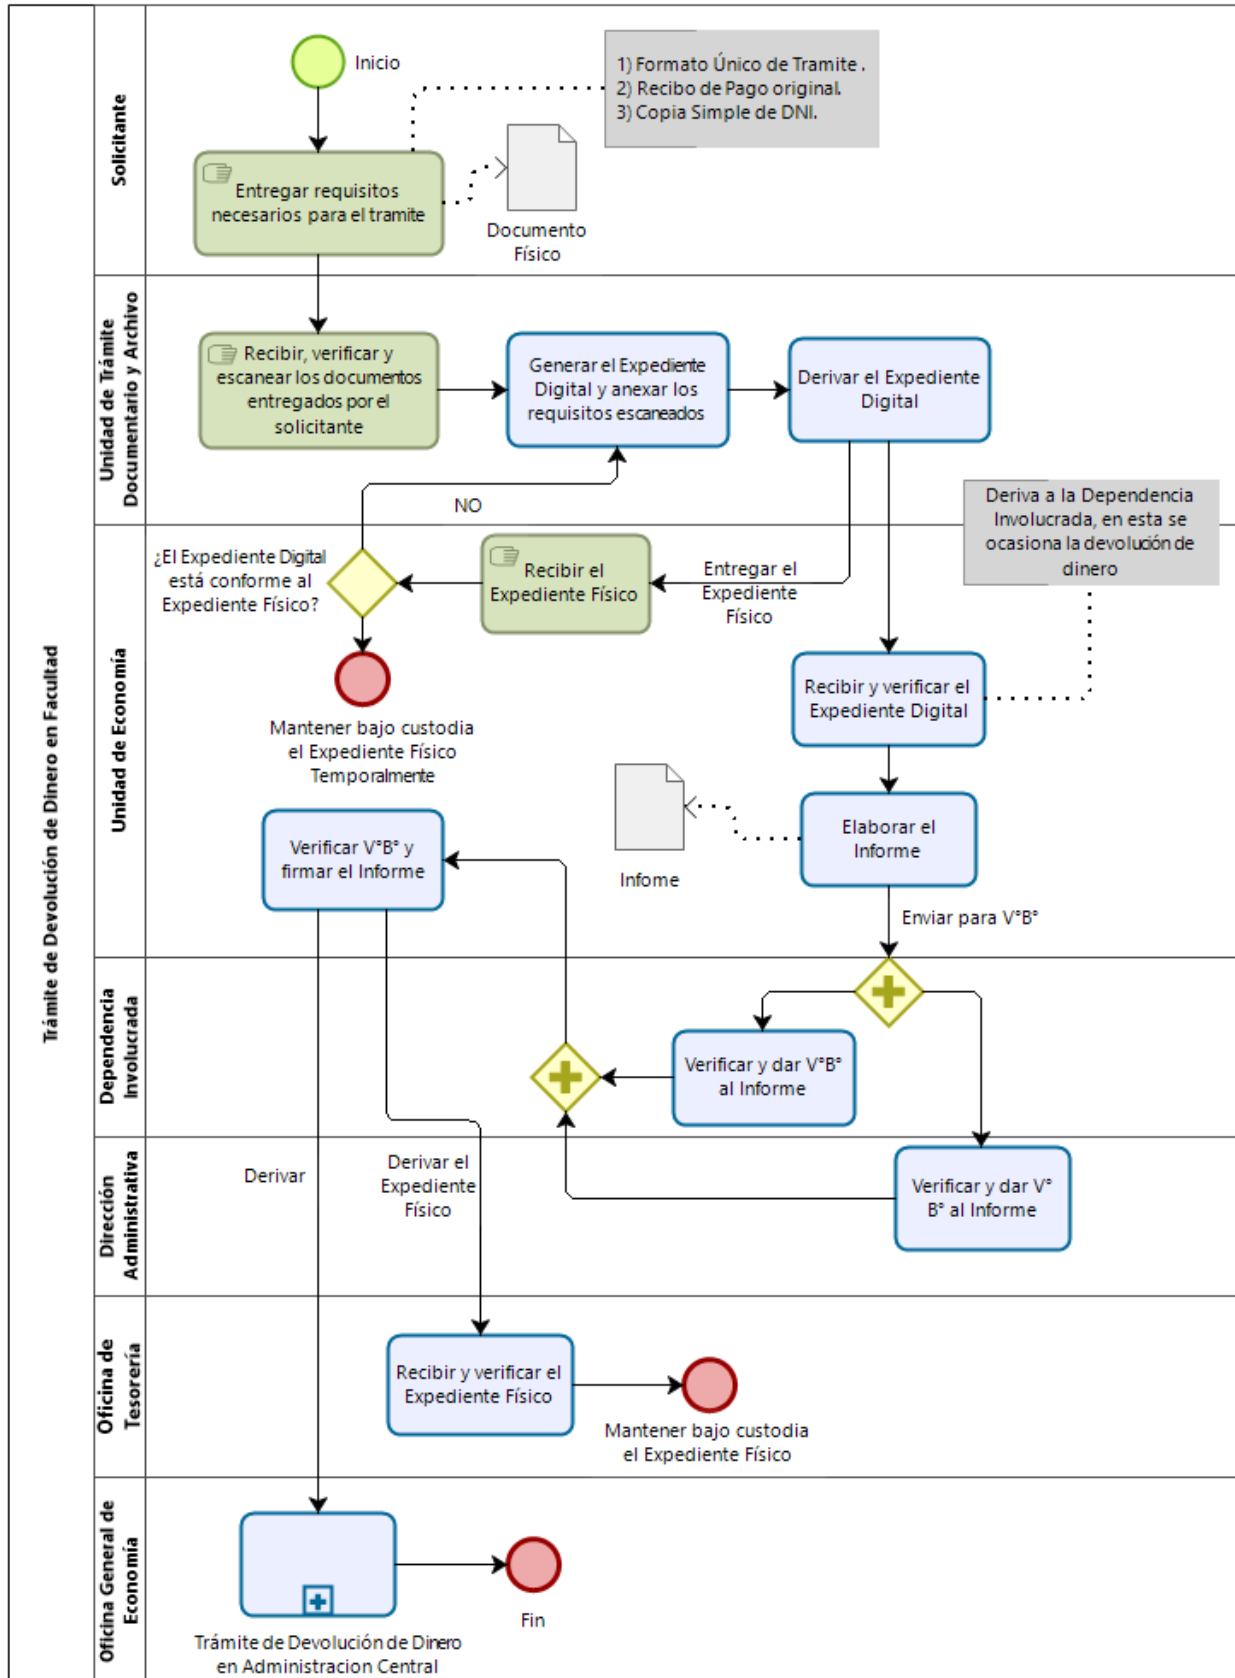 Trámite de Devolución de Dinero en Facultad
Solicitante
Inicio
1) Formato Único de Tramite .
2) Recibo de Pago original.
3) Copia Simple de DNI.
Entregar requisitos
necesarios para el tramite
Documento
Físico
Unidad de Trámite
Documentario y Archivo
Recibir, verificar y
escanear los documentos
entregados por el
solicitante
Generar el Expediente
Digital y anexar los
requisitos escaneados
Derivar el Expediente
Digital
NO
Unidad de Economía
Deriva a la Dependencia
Involucrada, en esta se
ocasiona la devolución de
dinero
¿El Expediente Digital
está conforme al
Expediente Físico?
Recibir el
Expediente Físico
Entregar el
Expediente
Físico
Mantener bajo custodia
el Expediente Físico
Temporalmente
Recibir y verificar el
Expediente Digital
Elaborar el
Informe
Infome
Verificar V°B° y
firmar el Informe
Enviar para V°B°
Dependencia
Involucrada
Verificar y dar V°B°
al Informe
Dirección
Administrativa
Derivar
Derivar el
Expediente
Físico
Verificar y dar V°
B° al Informe
Oficina de
Tesorería
Recibir y verificar el
Expediente Físico
Mantener bajo custodia
el Expediente Físico
Oficina General de
Economía
Fin
Trámite de Devolución de Dinero
en Administracion Central